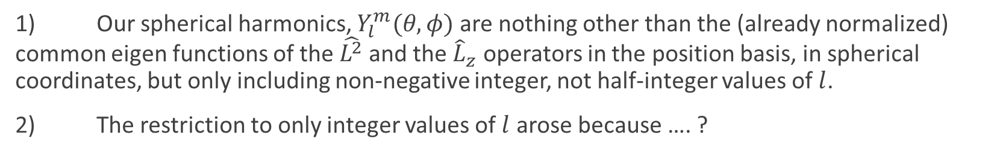 1) Our spherical harmonics, $Y_l^m(\theta, \phi)$ are nothing other than the (already normalized)
common eigen functions of the $\widehat{L^2}$ and the $\hat{L}_z$ operators in the position basis, in spherical
coordinates, but only including non-negative integer, not half-integer values of $l$.
2) The restriction to only integer values of $l$ arose because .... ?